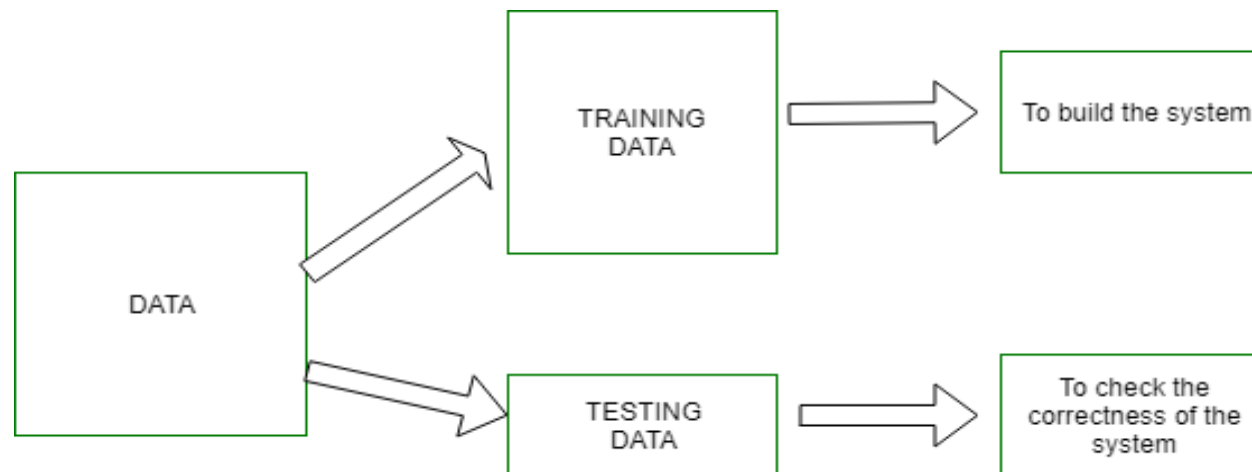 DATA
TRAINING
DATA
To build the system
TESTING
DATA
To check the
correctness of the
system